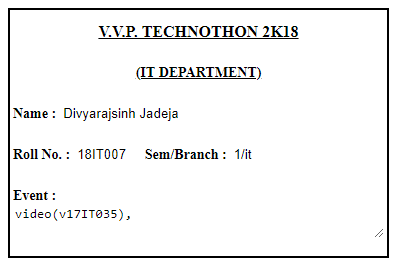 V.V.P. TECHNOTHON 2K18
(IT DEPARTMENT)
Name : Divyarajsinh Jadeja
Roll No. : 18IT007 Sem/Branch : 1/it
Event :
video(v17IT035),